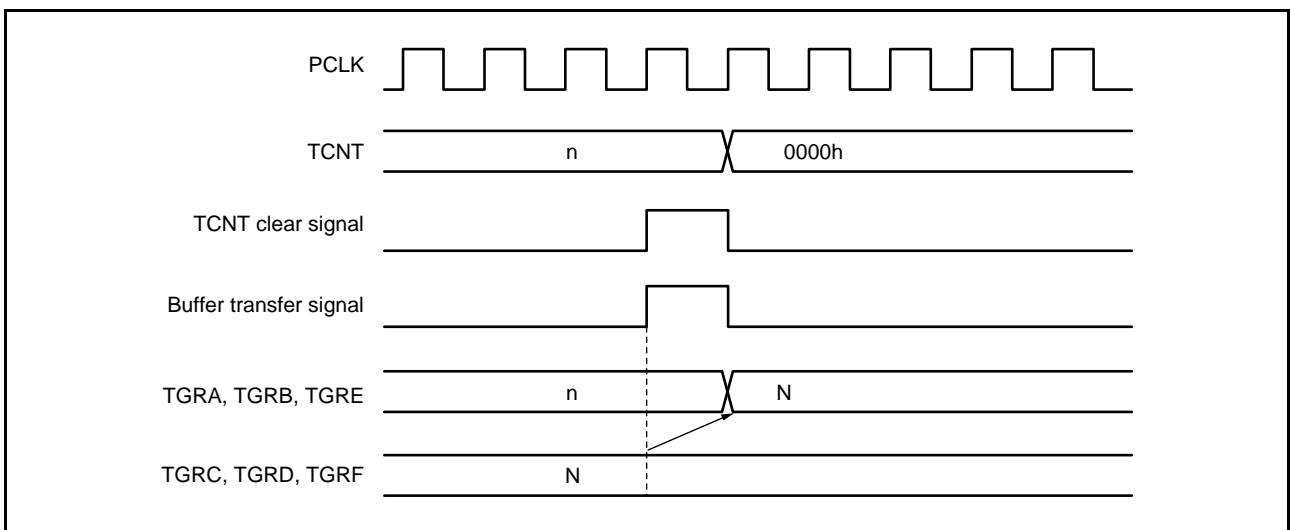 PCLK
TCNT n 0000h
TCNT clear signal
Buffer transfer signal
TGRA, TGRB, TGRE n N
TGRC, TGRD, TGRF N